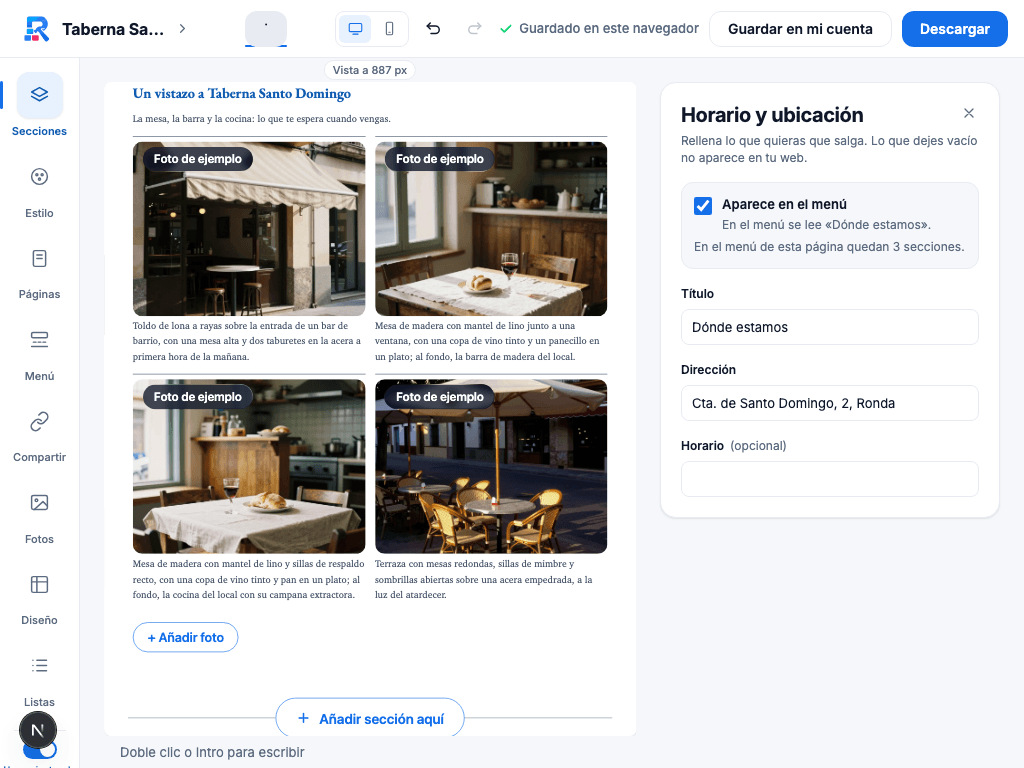 Taberna Sa...
Guardado en este navegador
Guardar en mi cuenta
Descargar
Vista a 887 px
Secciones
Estilo
Páginas
Menú
Compartir
Fotos
Diseño
Listas
N
Un vistazo a Taberna Santo Domingo
La mesa, la barra y la cocina: lo que te espera cuando vengas.
Foto de ejemplo
Foto de ejemplo
Toldo de lona a rayas sobre la entrada de un bar de
barrio, con una mesa alta y dos taburetes en la acera a
primera hora de la mañana.
Mesa de madera con mantel de lino junto a una
ventana, con una copa de vino tinto y un panecillo en
un plato; al fondo, la barra de madera del local.
Foto de ejemplo
Foto de ejemplo
Mesa de madera con mantel de lino y sillas de respaldo
recto, con una copa de vino tinto y pan en un plato; al
fondo, la cocina del local con su campana extractora.
Terraza con mesas redondas, sillas de mimbre y
sombrillas abiertas sobre una acera empedrada, a la
luz del atardecer.
+ Añadir foto
+ Añadir sección aquí
Doble clic o Intro para escribir
Horario y ubicación
Rellena lo que quieras que salga. Lo que dejes vacío
no aparece en tu web.
Aparece en el menú
En el menú se lee «Dónde estamos».
En el menú de esta página quedan 3 secciones.
Título
Dónde estamos
Dirección
Cta. de Santo Domingo, 2, Ronda
Horario (opcional)